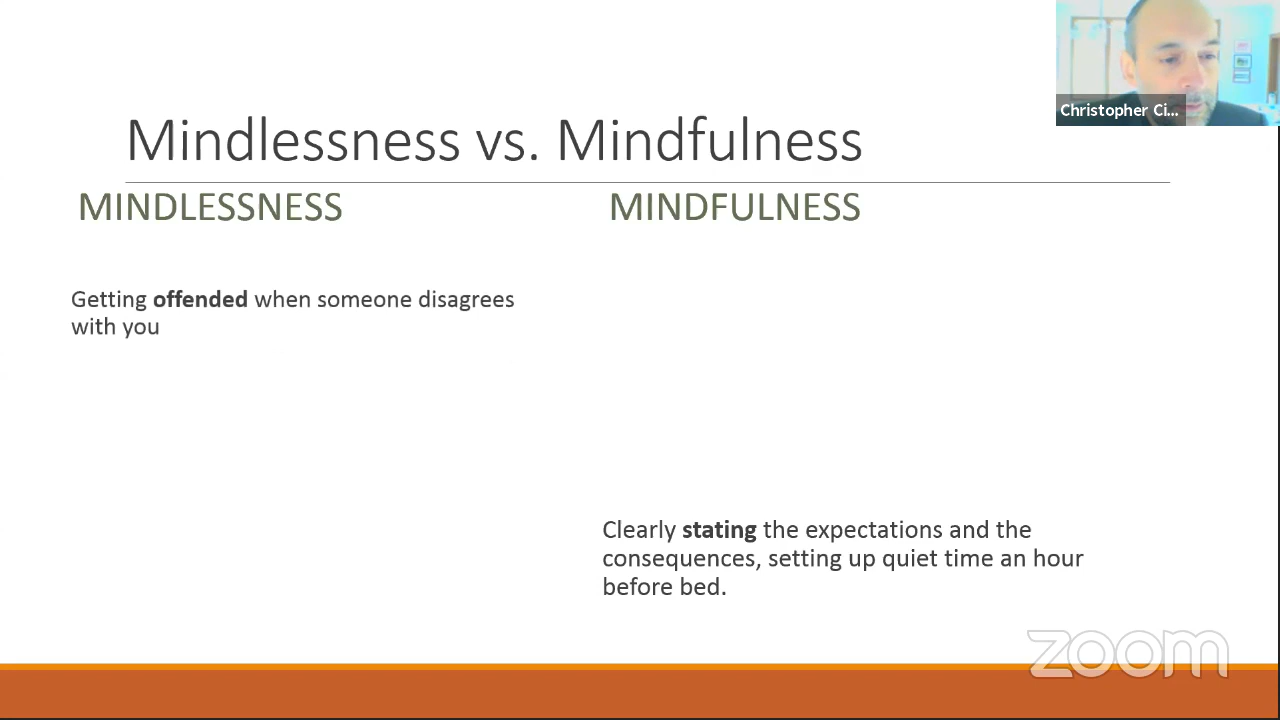 Christopher Ci...
Mindlessness vs. Mindfulness
MINDLESSNESS
MINDFULNESS
Getting offended when someone disagrees
with you
Clearly stating the expectations and the
consequences, setting up quiet time an hour
before bed.
zoom